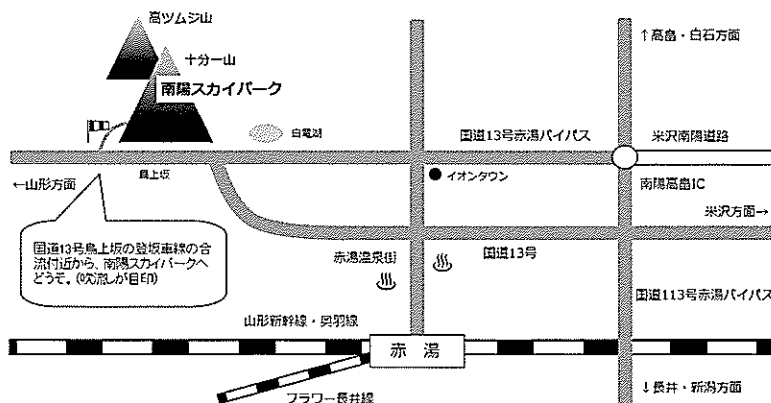 高ツムジ山
↑高畠・白石方面
十分一山
南陽スカイパーク
白竜湖
国道13号赤湯バイパス
米沢南陽道路
←山形方面
鳥上坂
イオンタウン
南陽高畠IC
米沢方面→
国道13号鳥上坂の登坂車線の合
流付近から、南陽スカイパークへ
どうぞ。(吹流しが目印)
赤湯温泉街
国道13号
国道113号赤湯バイパス
山形新幹線・奥羽線
赤 湯
フラワー長井線
↓長井・新潟方面